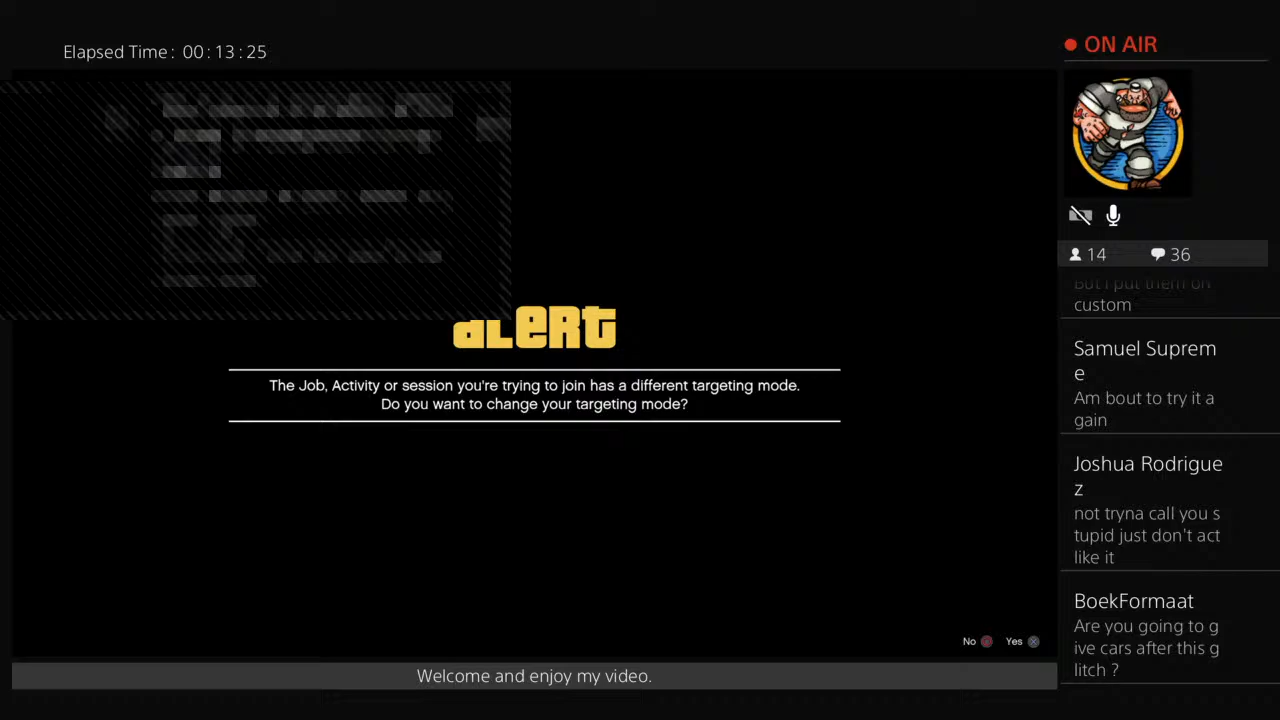 Elapsed Time: 00:13:25
ON AIR
14 36
custom
Samuel Suprem
e
Am bout to try it a
gain
Joshua Rodrigue
z
not tryna call you s
tupid just don't act
like it
BoekFormaat
Are you going to g
ive cars after this g
litch ?
alert
The Job, Activity or session you're trying to join has a different targeting mode.
Do you want to change your targeting mode?
No Yes
Welcome and enjoy my video.